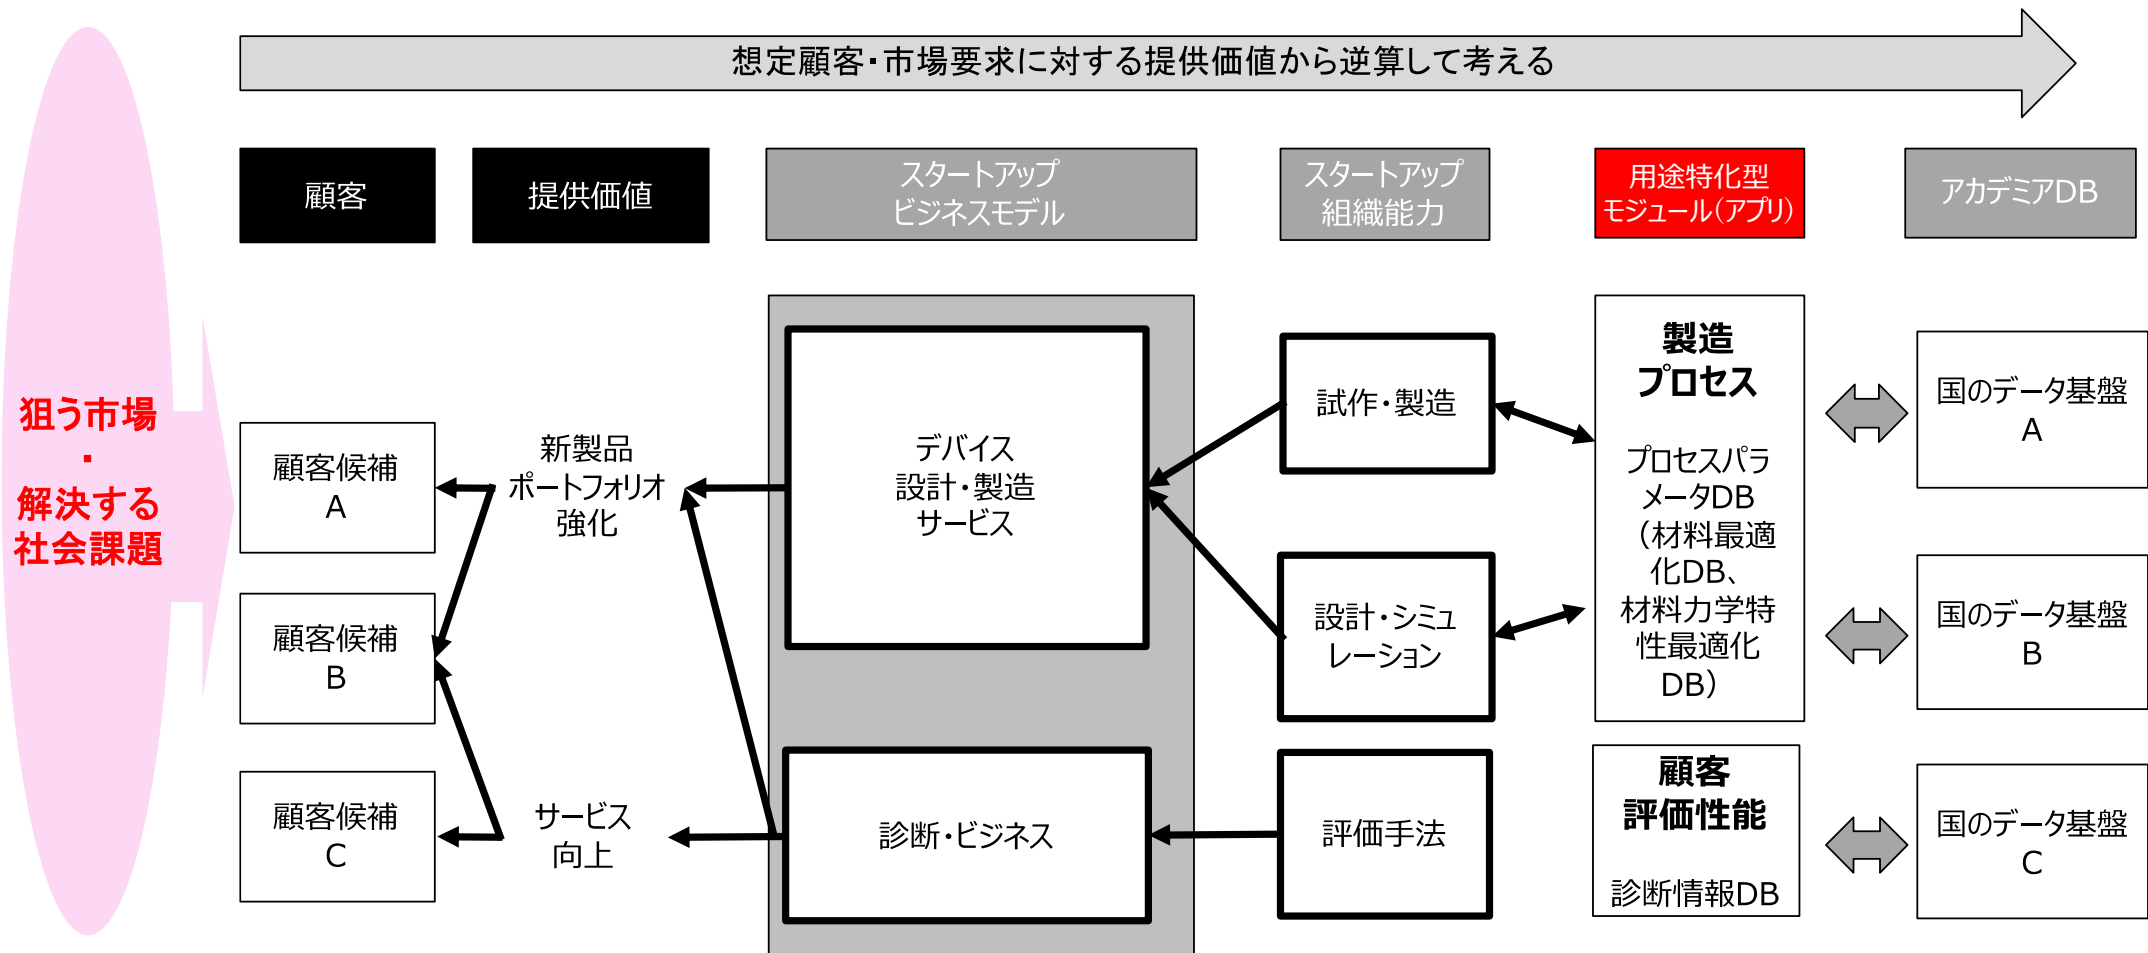 想定顧客・市場要求に対する提供価値から逆算して考える
顧客
提供価値
スタートアップ
ビジネスモデル
スタートアップ
組織能力
用途特化型
モジュール（アプリ）
アカデミアDB
狙う市場
・
解決する
社会課題
顧客候補
A
顧客候補
B
顧客候補
C
新製品
ポートフォリオ
強化
サービス
向上
デバイス
設計・製造
サービス
診断・ビジネス
試作・製造
設計・シミュ
レーション
評価手法
製造
プロセス
プロセスパラ
メータDB
（材料最適
化DB、
材料力学特
性最適化
DB）
顧客
評価性能
診断情報DB
国のデータ基盤
A
国のデータ基盤
B
国のデータ基盤
C